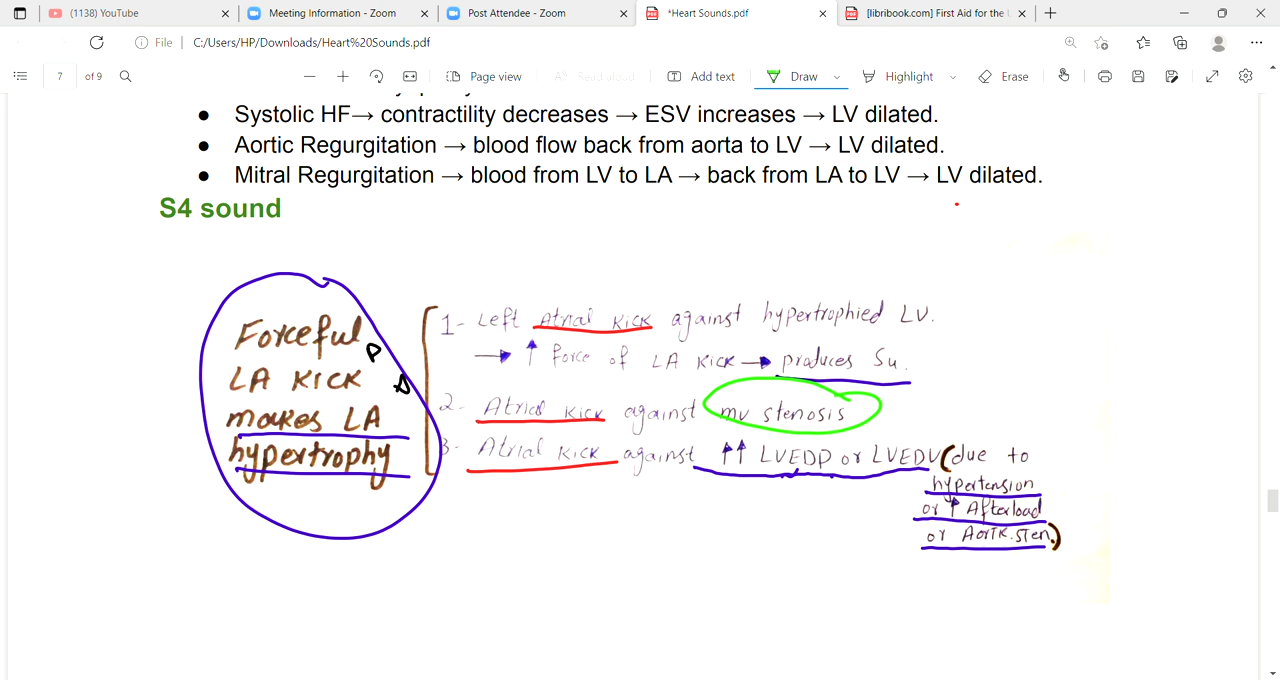 (1138) YouTube
Meeting Information - Zoom
Post Attendee - Zoom
*Heart Sounds.pdf
[libribook.com] First Aid for the
File
C:/Users/HP/Downloads/Heart%20Sounds.pdf
7 of 9
Page view
Read aloud
Add text
Draw
Highlight
Erase
● Systolic HF→ contractility decreases → ESV increases → LV dilated.
● Aortic Regurgitation → blood flow back from aorta to LV → LV dilated.
● Mitral Regurgitation → blood from LV to LA → back from LA to LV → LV dilated.
S4 sound
Forceful
LA KICK
makes LA
hypertrophy
1- Left Atrial Kick against hypertrophied LV.
→ ↑ force of LA KICK → produces S4.
2- Atrial Kick against mv stenosis
3- Atrial Kick against ↑↑ LVEDP or LVEDV (due to
hypertension
or ↑ Afterload
or Aortic.sten.)